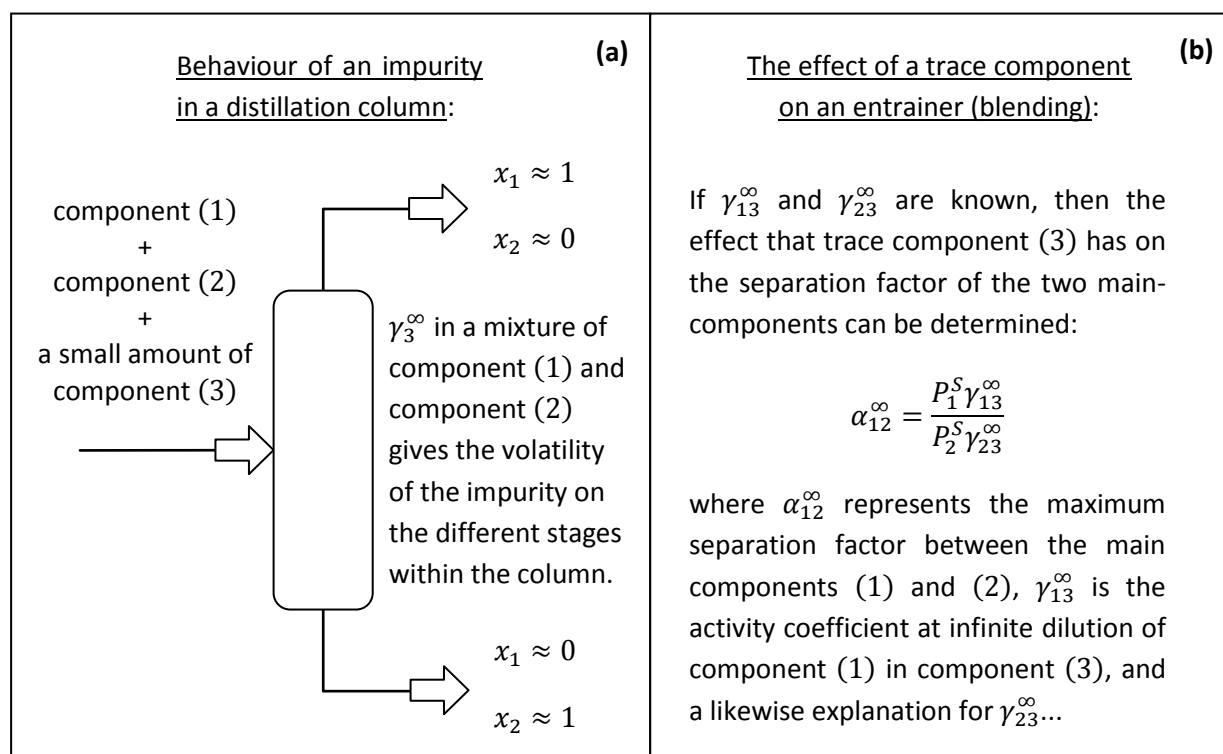 (a)
Behaviour of an impurity
in a distillation column:
component (1)
+
component (2)
+
a small amount of
component (3)
x₁ ≈ 1
x₂ ≈ 0
γ₃^∞ in a mixture of
component (1) and
component (2)
gives the volatility
of the impurity on
the different stages
within the column.
x₁ ≈ 0
x₂ ≈ 1
(b)
The effect of a trace component
on an entrainer (blending):
If γ₁₃^∞ and γ₂₃^∞ are known, then the
effect that trace component (3) has on
the separation factor of the two main-
components can be determined:
α₁₂^∞ = P₁^S γ₁₃^∞ / P₂^S γ₂₃^∞
where α₁₂^∞ represents the maximum
separation factor between the main
components (1) and (2), γ₁₃^∞ is the
activity coefficient at infinite dilution of
component (1) in component (3), and
a likewise explanation for γ₂₃^∞...